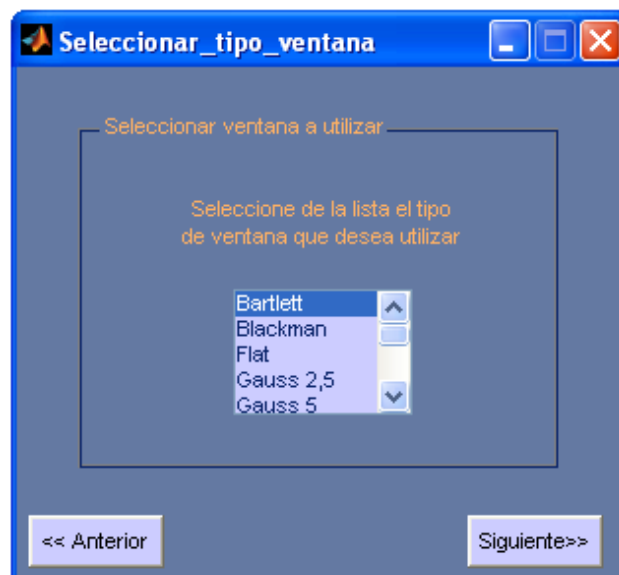 Seleccionar_tipo_ventana
Seleccionar ventana a utilizar
Seleccione de la lista el tipo
de ventana que desea utilizar
Bartlett
Blackman
Flat
Gauss 2,5
Gauss 5
<< Anterior
Siguiente>>